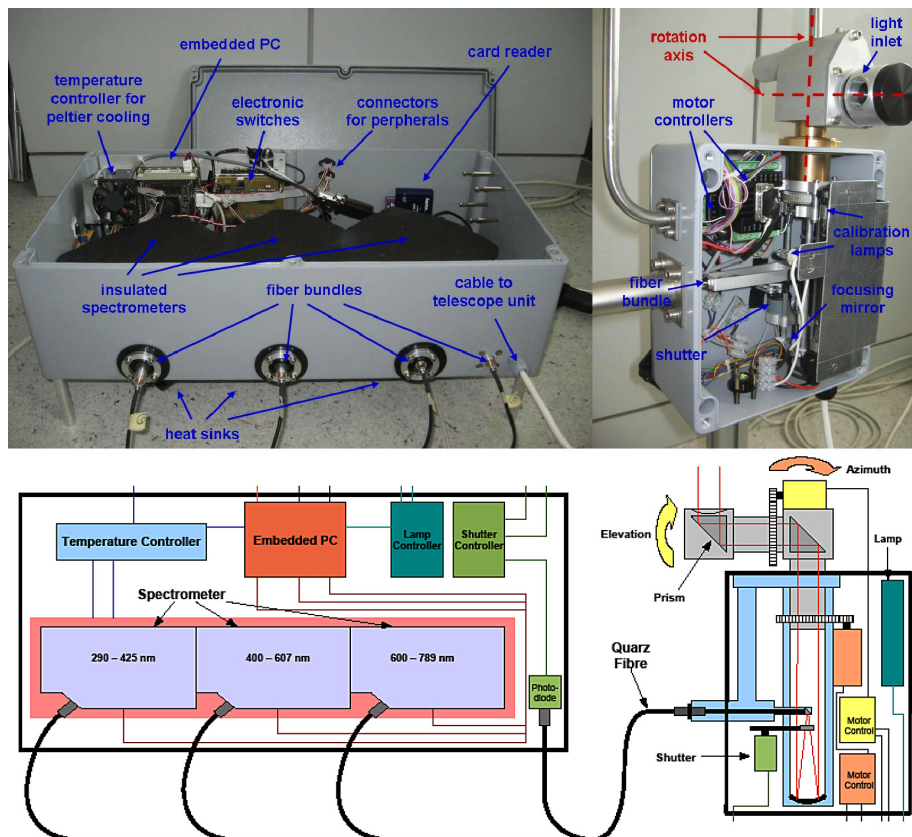 embedded PC
card reader
temperature
controller for
peltier cooling
electronic
switches
connectors
for perpherals
insulated
spectrometers
fiber bundles
cable to
telescope unit
heat sinks
rotation
axis
light
inlet
motor
controllers
calibration
lamps
fiber
bundle
focusing
mirror
shutter
Temperature Controller
Embedded PC
Lamp
Controller
Shutter
Controller
Spectrometer
290 – 425 nm
400 – 607 nm
600 – 789 nm
Photo-
diode
Azimuth
Elevation
Prism
Lamp
Quarz
Fibre
Shutter
Motor
Control
Motor
Control